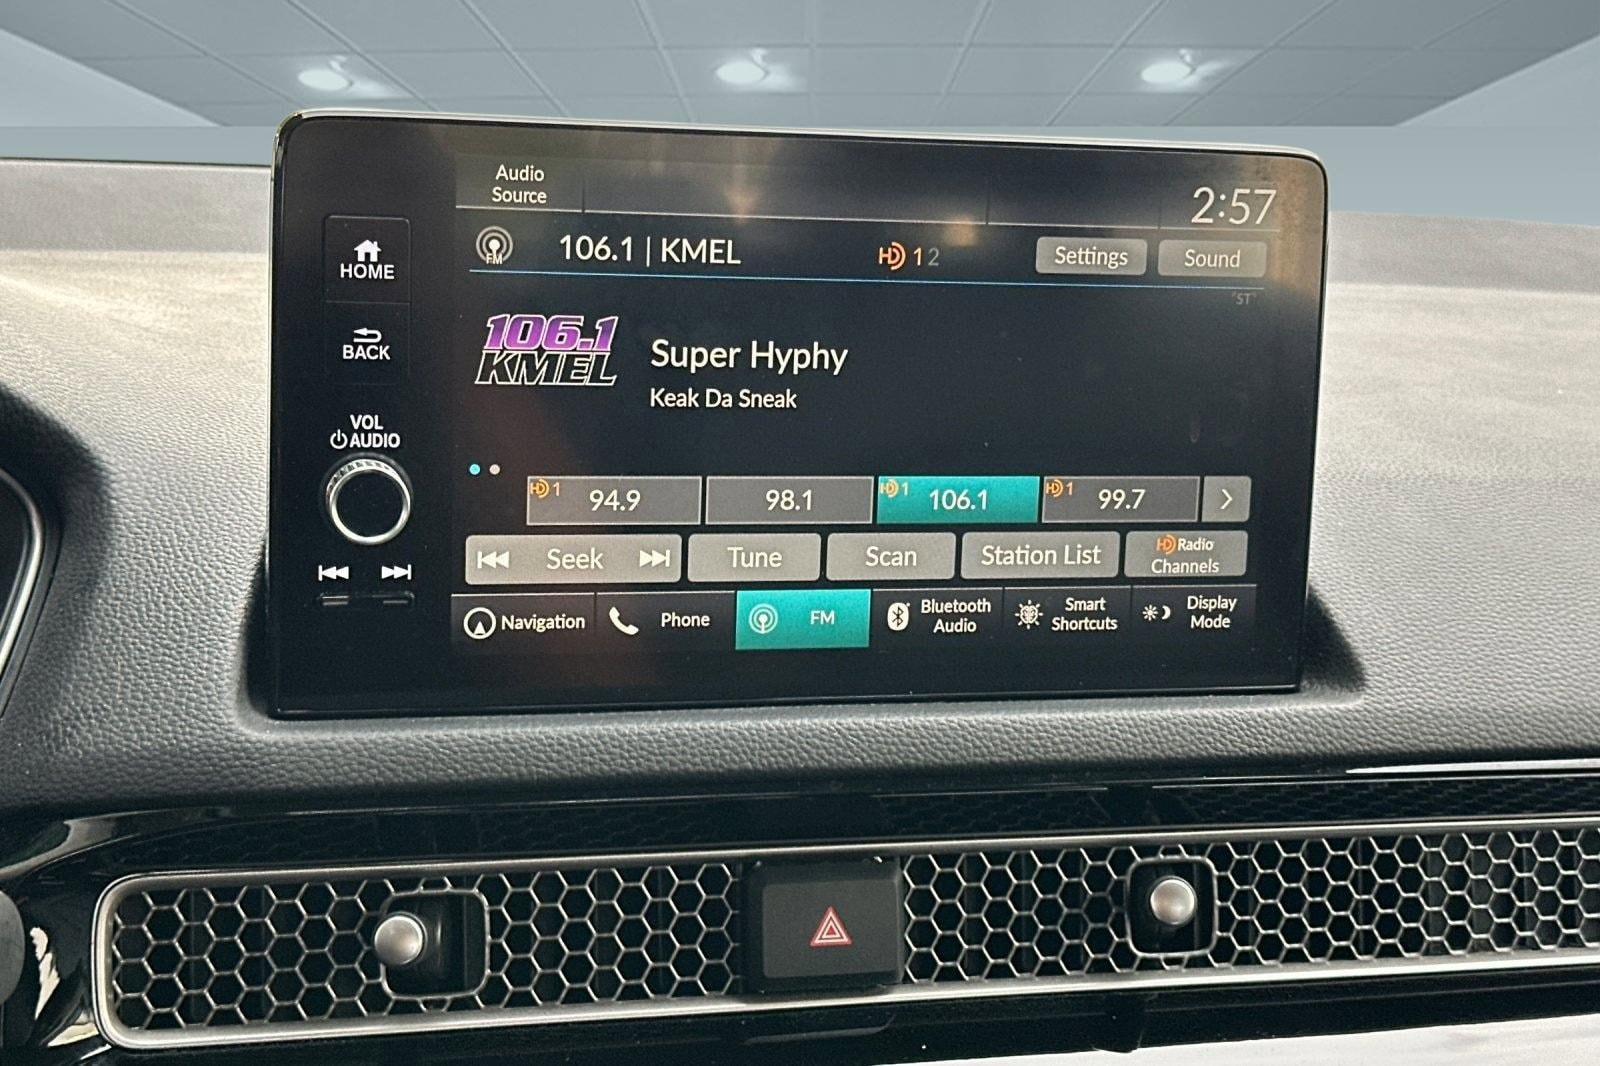 Audio
Source
2:57
HOME
FM
106.1 | KMEL
HD 1 2
Settings
Sound
"ST"
BACK
106.1
KMEL
Super Hyphy
Keak Da Sneak
VOL
AUDIO
HD 1
94.9
98.1
HD 1
106.1
HD 1
99.7
Seek
Tune
Scan
Station List
HD Radio
Channels
Navigation
Phone
FM
Bluetooth
Audio
Smart
Shortcuts
Display
Mode